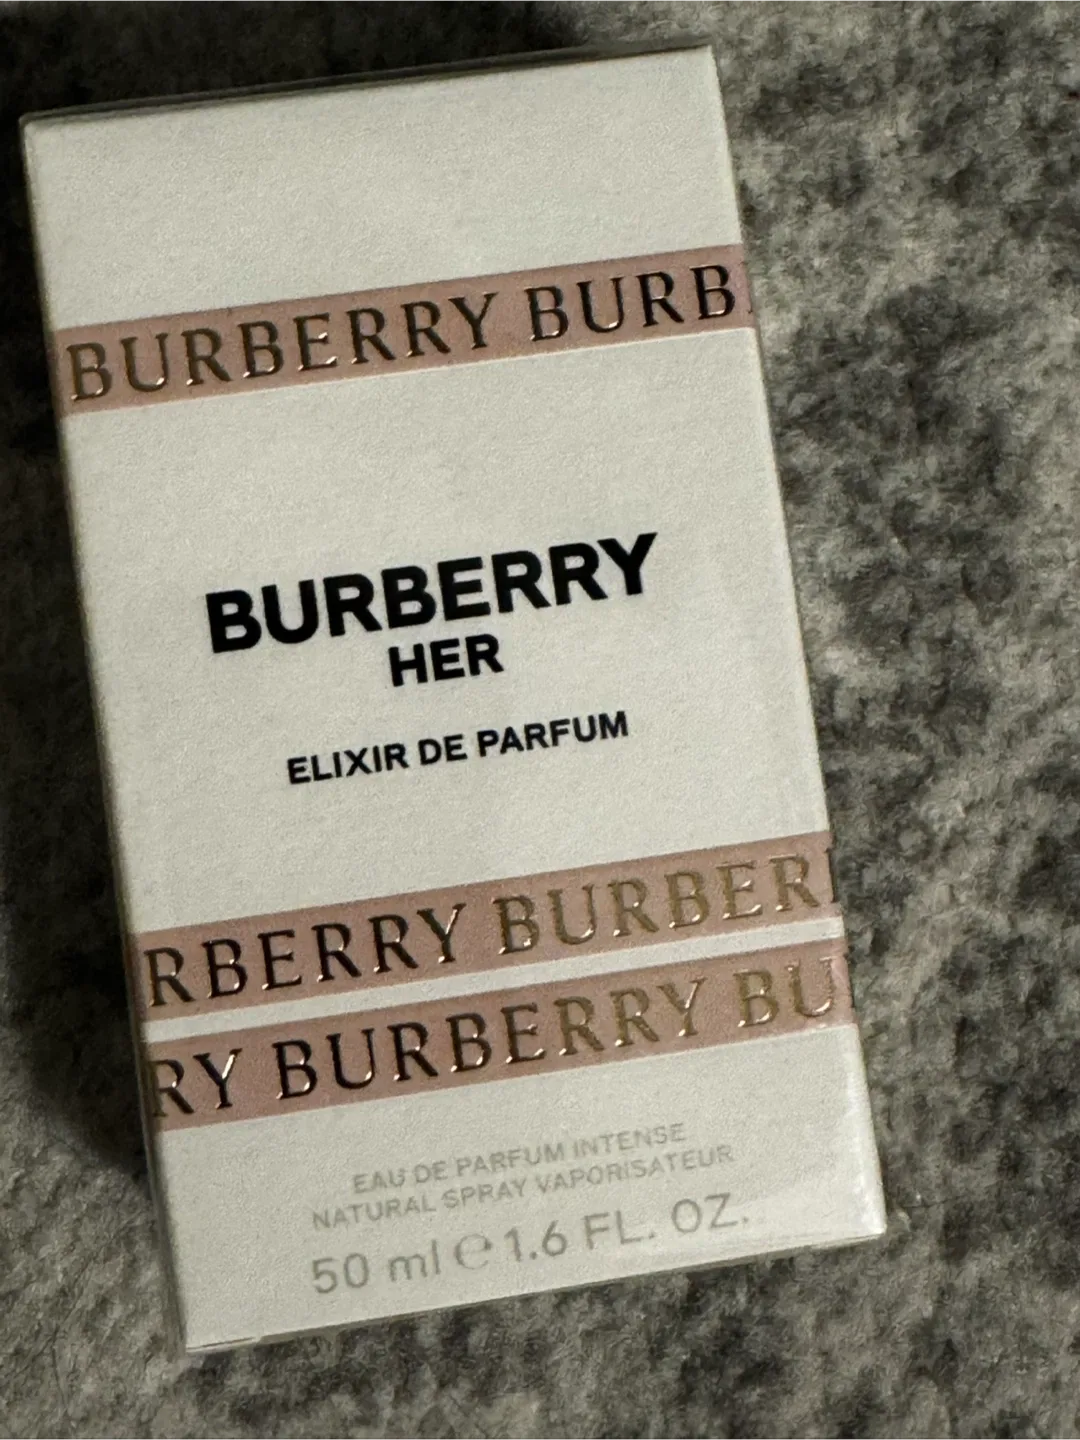 BURBERRY BURB
BURBERRY
HER
ELIXIR DE PARFUM
RBERRY BURBER
RY BURBERRY BU
EAU DE PARFUM INTENSE
NATURAL SPRAY VAPORISATEUR
50 ml ℮ 1.6 FL. OZ.